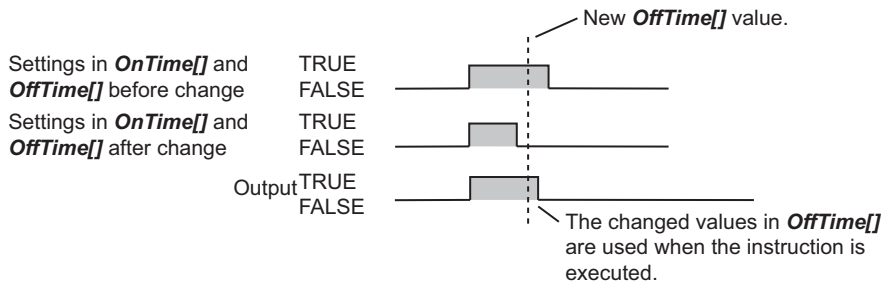 New OffTime[] value.
Settings in OnTime[] and
OffTime[] before change
TRUE
FALSE
Settings in OnTime[] and
OffTime[] after change
TRUE
FALSE
Output
TRUE
FALSE
The changed values in OffTime[]
are used when the instruction is
executed.